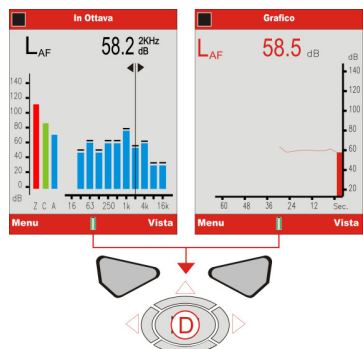 In Ottava
LAF 58.2 2KHz dB
140
120
100
80
60
40
20
0
dB
Z C A 16 63 250 1k 4k 16k
Menu Vista
Grafico
LAF 58.5 dB
dB
140
120
100
80
60
40
20
60 48 36 24 12 Sec.
Menu Vista
D